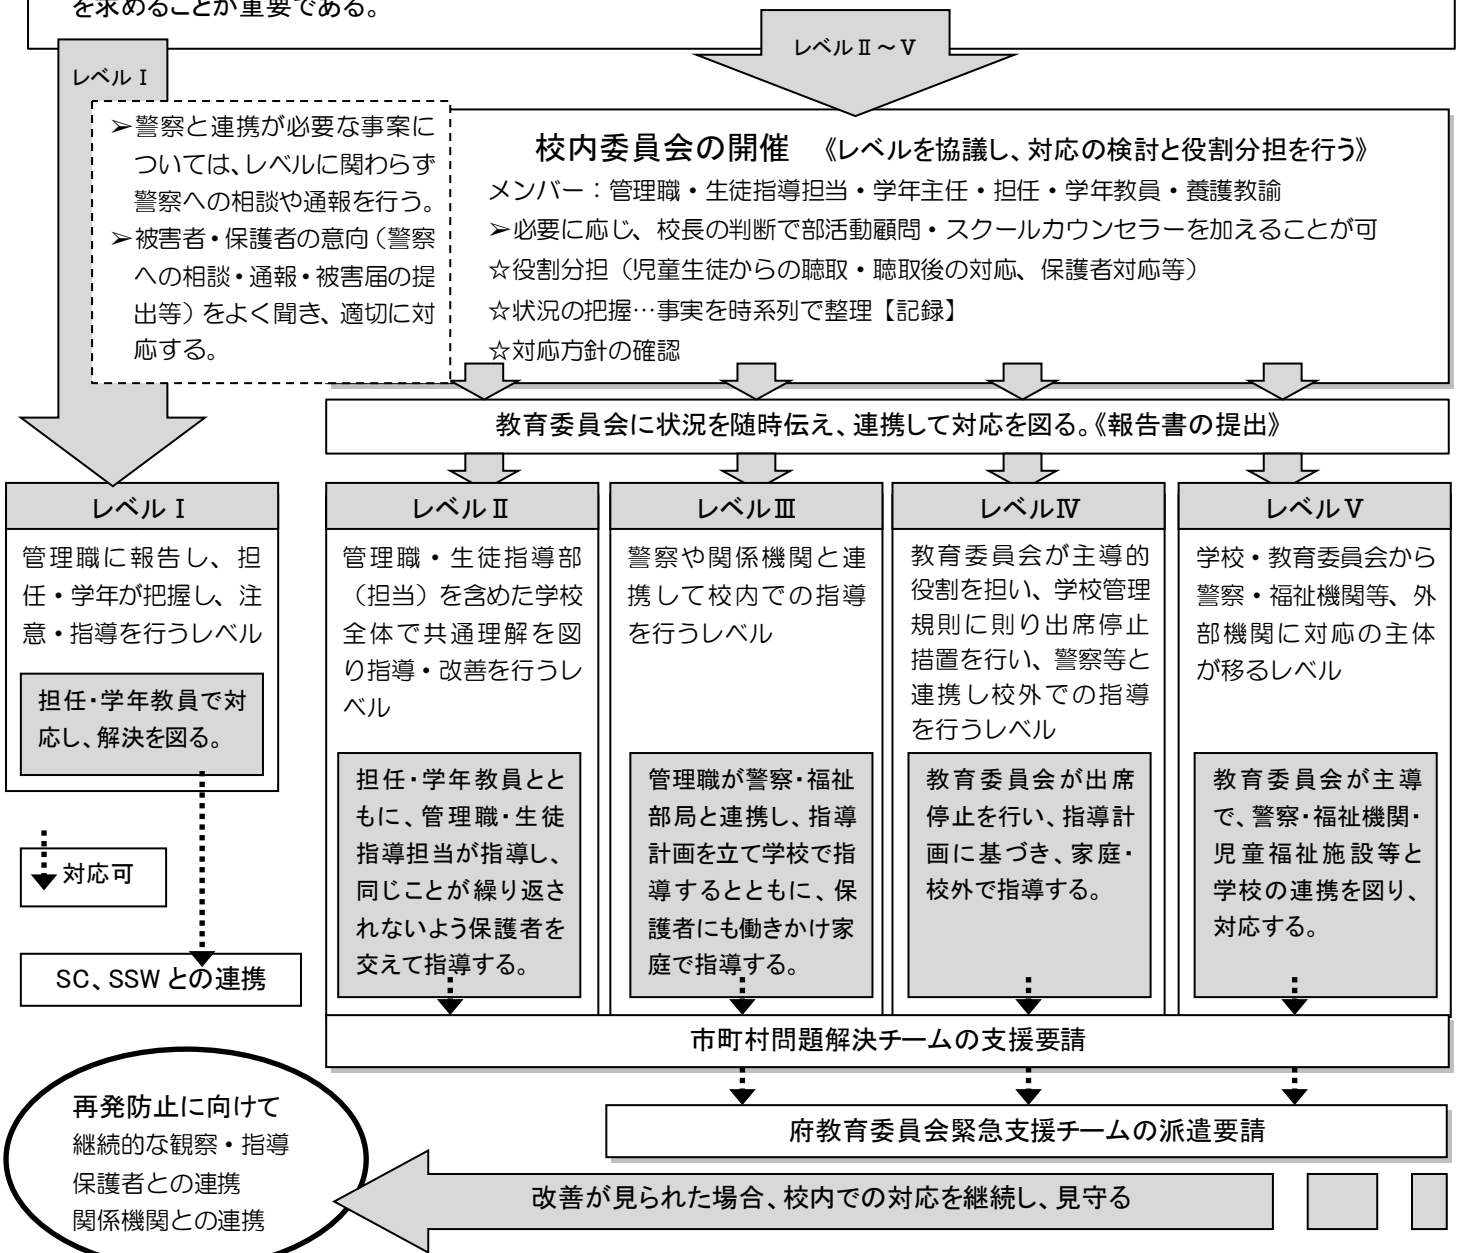 を求めることが重要である。
レベルⅠ
レベルⅡ～Ⅴ
➢警察と連携が必要な事案に
ついては、レベルに関わらず
警察への相談や通報を行う。
➢被害者・保護者の意向（警察
への相談・通報・被害届の提
出等）をよく聞き、適切に対
応する。
校内委員会の開催　《レベルを協議し、対応の検討と役割分担を行う》
メンバー：管理職・生徒指導担当・学年主任・担任・学年教員・養護教諭
➢必要に応じ、校長の判断で部活動顧問・スクールカウンセラーを加えることが可
☆役割分担（児童生徒からの聴取・聴取後の対応、保護者対応等）
☆状況の把握…事実を時系列で整理【記録】
☆対応方針の確認
教育委員会に状況を随時伝え、連携して対応を図る。《報告書の提出》
レベルⅠ
管理職に報告し、担
任・学年が把握し、注
意・指導を行うレベル
担任・学年教員で対
応し、解決を図る。
対応可
SC、SSWとの連携
レベルⅡ
管理職・生徒指導部
（担当）を含めた学校
全体で共通理解を図
り指導・改善を行うレ
ベル
担任・学年教員とと
もに、管理職・生徒
指導担当が指導し、
同じことが繰り返さ
れないよう保護者を
交えて指導する。
レベルⅢ
警察や関係機関と連
携して校内での指導
を行うレベル
管理職が警察・福祉
部局と連携し、指導
計画を立て学校で指
導するとともに、保
護者にも働きかけ家
庭で指導する。
レベルⅣ
教育委員会が主導的
役割を担い、学校管理
規則に則り出席停止
措置を行い、警察等と
連携し校外での指導
を行うレベル
教育委員会が出席
停止を行い、指導計
画に基づき、家庭・
校外で指導する。
レベルⅤ
学校・教育委員会から
警察・福祉機関等、外
部機関に対応の主体
が移るレベル
教育委員会が主導
で、警察・福祉機関・
児童福祉施設等と
学校の連携を図り、
対応する。
市町村問題解決チームの支援要請
府教育委員会緊急支援チームの派遣要請
改善が見られた場合、校内での対応を継続し、見守る
再発防止に向けて
継続的な観察・指導
保護者との連携
関係機関との連携